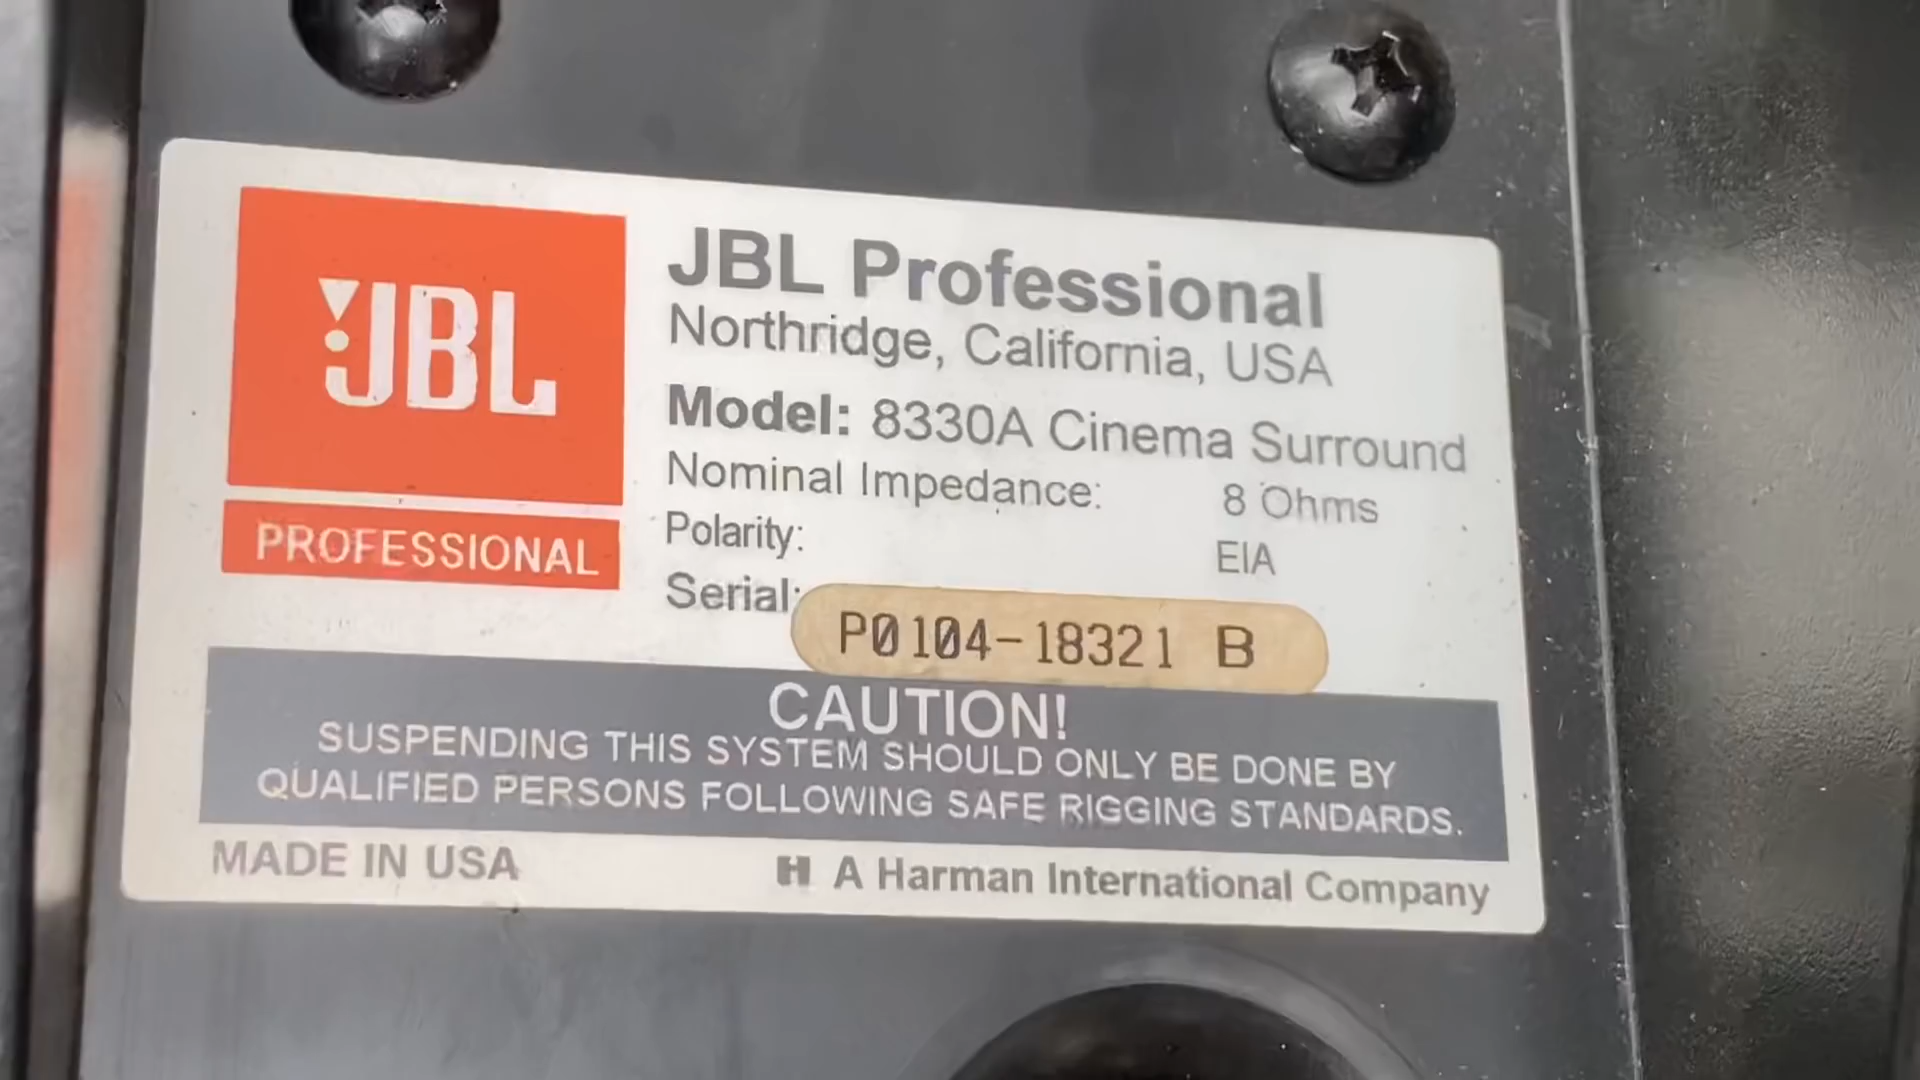 JBL
PROFESSIONAL
JBL Professional
Northridge, California, USA
Model: 8330A Cinema Surround
Nominal Impedance: 8 Ohms
Polarity: EIA
Serial: P0104-18321 B
CAUTION!
SUSPENDING THIS SYSTEM SHOULD ONLY BE DONE BY
QUALIFIED PERSONS FOLLOWING SAFE RIGGING STANDARDS.
MADE IN USA
H A Harman International Company